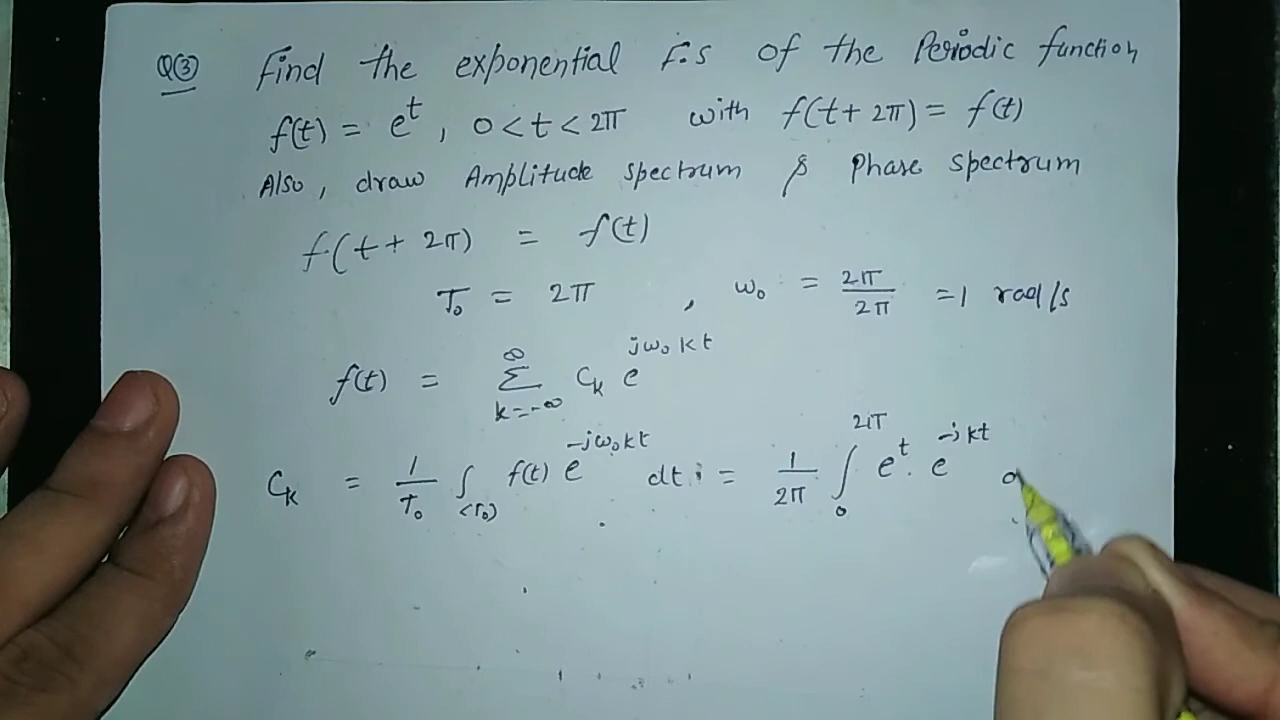 Q(3) Find the exponential F.S of the Periodic function
f(t) = e^t, 0<t<2π with f(t+2π) = f(t)
Also, draw Amplitude spectrum & Phase spectrum
f(t+2π) = f(t)
T₀ = 2π , ω₀ = 2π/2π =1 rad/s
f(t) = ∑_{k=-∞}^{∞} C_k e^{jω₀kt}
C_k = 1/T₀ ∫_{<T₀>} f(t) e^{-jω₀kt} dt = 1/2π ∫_0^{2π} e^t. e^{-jkt}